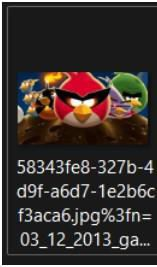 58343fe8-327b-4
d9f-a6d7-1e2b6c
f3aca6.jpg%3fn=
03_12_2013_ga...